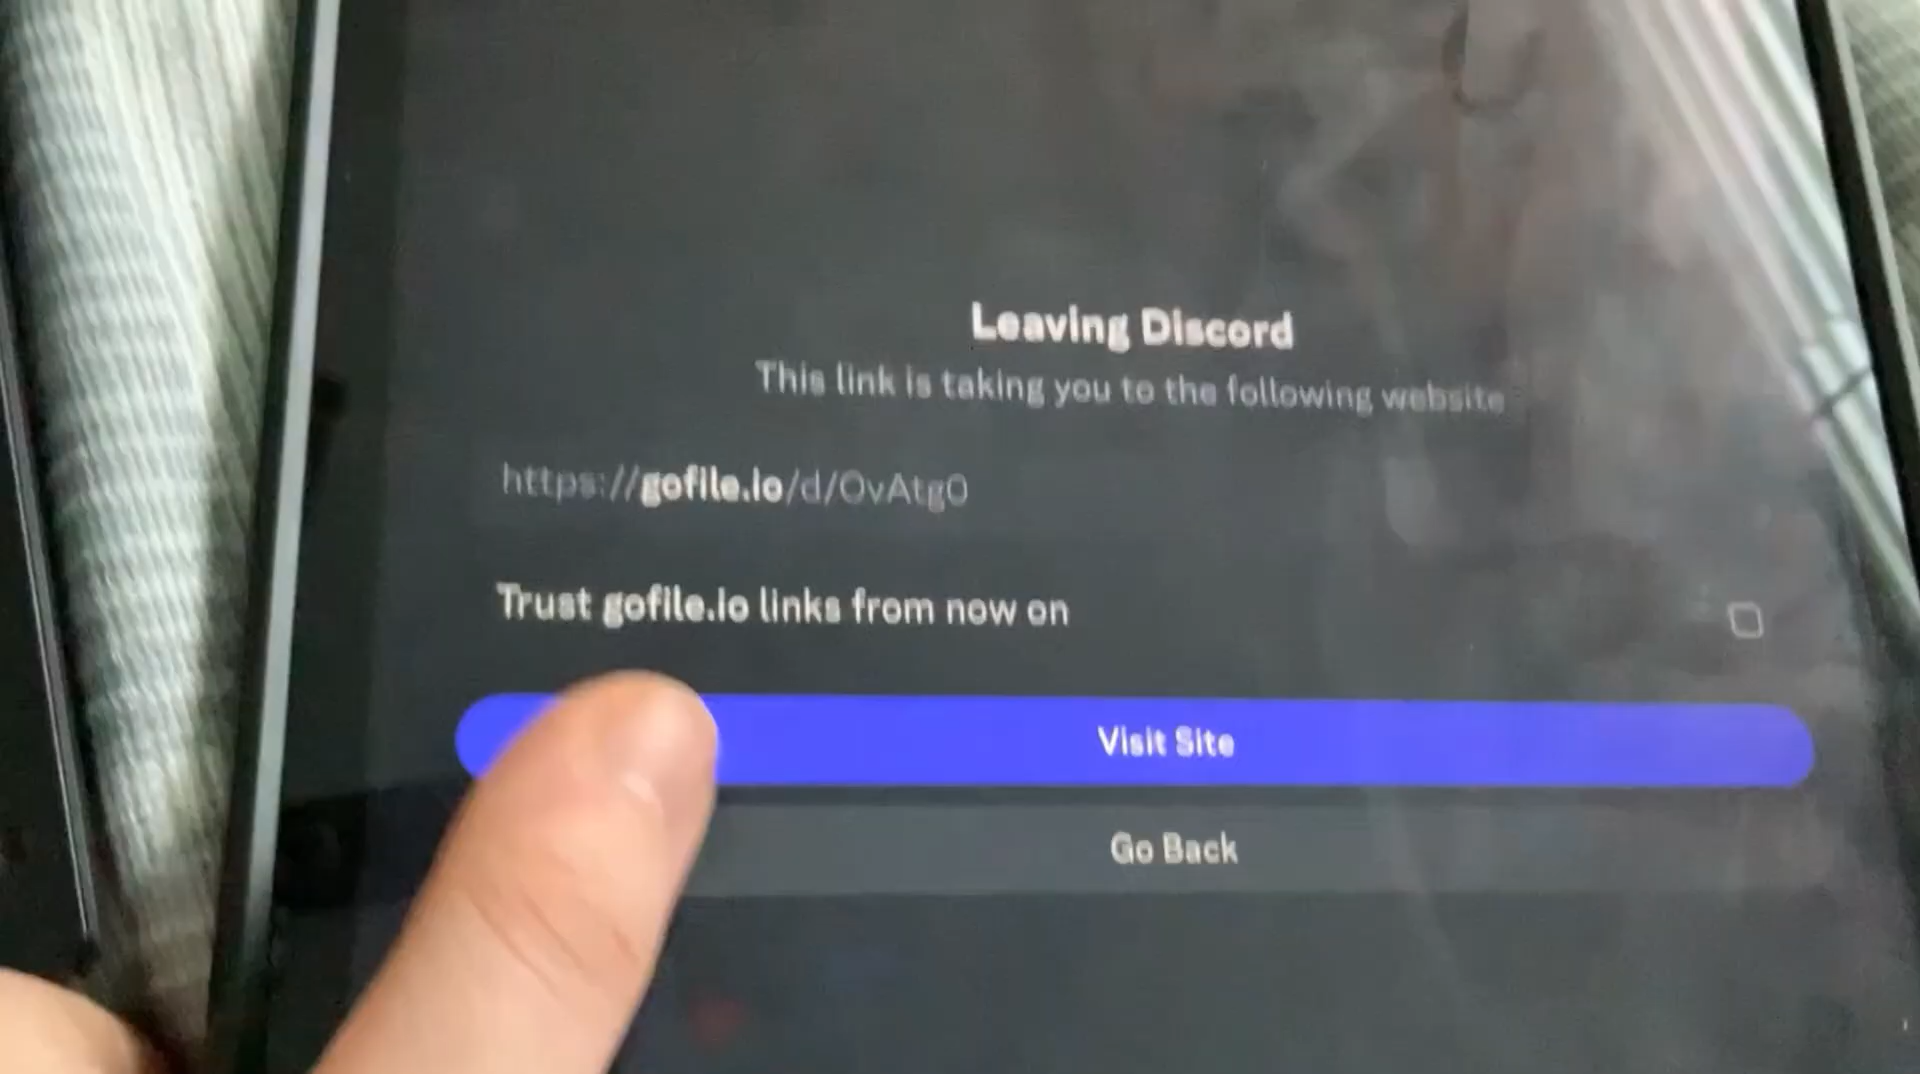 Leaving Discord
This link is taking you to the following website
https://gofile.io/d/OvAtgO
Trust gofile.io links from now on
Visit Site
Go Back